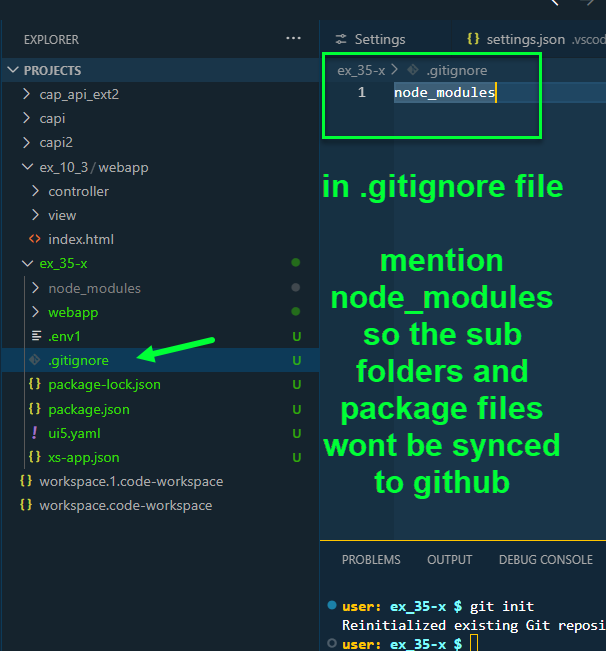 EXPLORER
···
PROJECTS
cap_api_ext2
capi
capi2
ex_10_3/webapp
controller
view
<> index.html
ex_35-x
node_modules
webapp
.env1 U
.gitignore U
{} package-lock.json U
{} package.json U
! ui5.yaml U
{} xs-app.json U
{} workspace.1.code-workspace
{} workspace.code-workspace
Settings
{} settings.json .vscod
ex_35-x > .gitignore
1 node_modules
in .gitignore file
mention
node_modules
so the sub
folders and
package files
wont be synced
to github
PROBLEMS OUTPUT DEBUG CONSOLE
user: ex_35-x $ git init
Reinitialized existing Git reposi
user: ex_35-x $